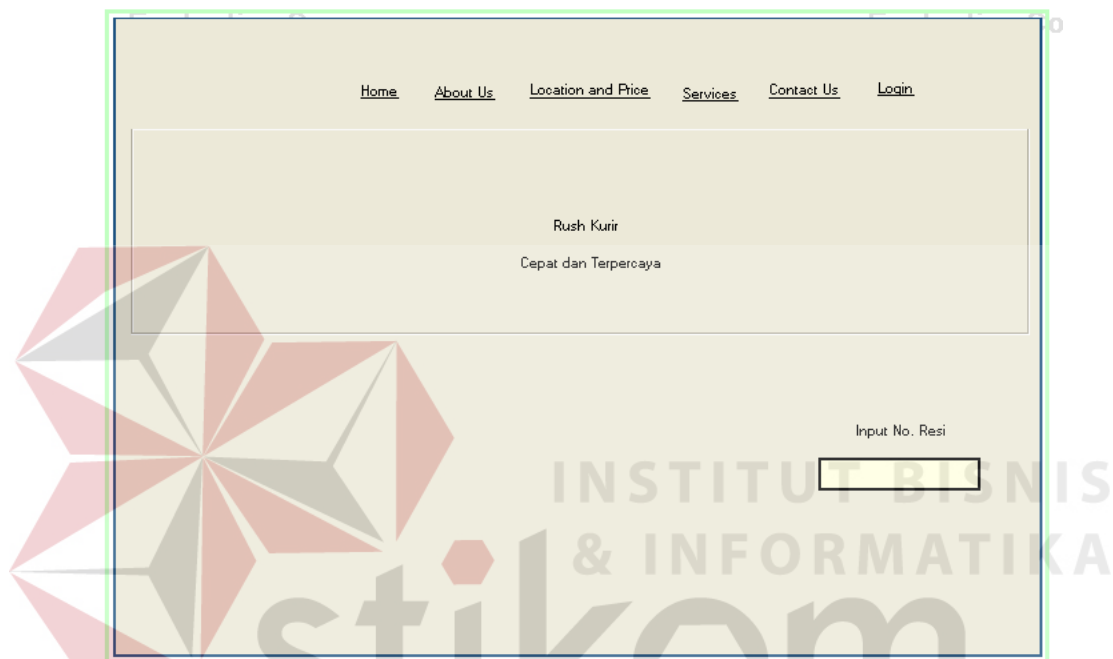 Home About Us Location and Price Services Contact Us Login
Rush Kurir
Cepat dan Terpercaya
Input No. Resi
INSTITUT BISNIS
& INFORMATIKA
stikom